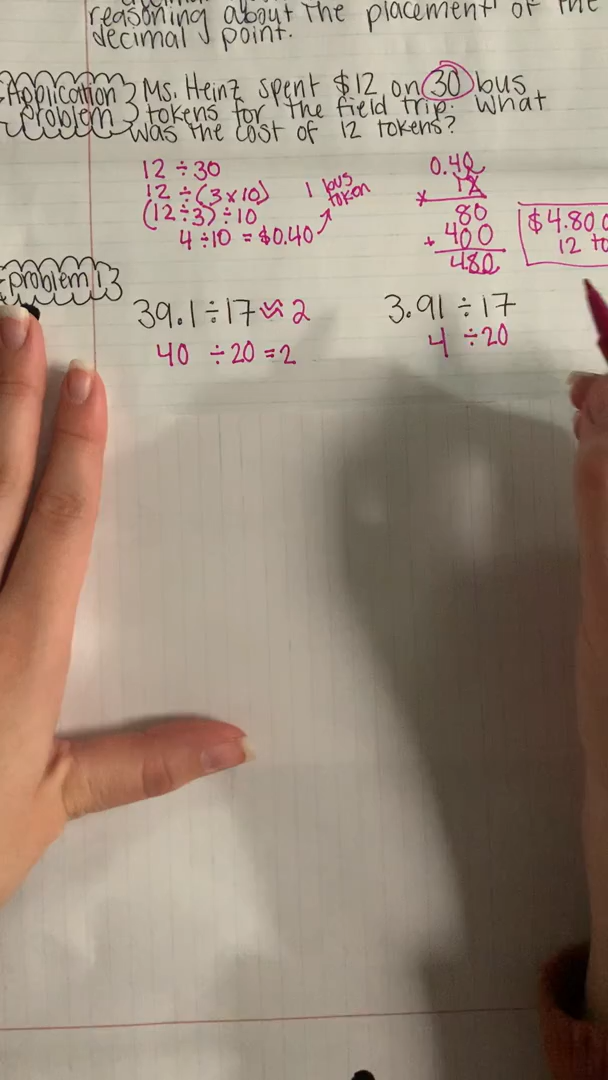 reasoning about the placement of the
decimal point.
Application Problem
Ms. Heinz spent $12 on 30 bus
tokens for the field trip. What
was the cost of 12 tokens?
12 ÷ 30
12 ÷ (3 x 10)
(12 ÷ 3) ÷ 10
4 ÷ 10 = $0.40
1 bus
token
0.40
x 12
80
+ 400
480
$4.80
12 to
Problem 1
39.1 ÷ 17 ≈ 2
40 ÷ 20 = 2
3.91 ÷ 17
4 ÷ 20